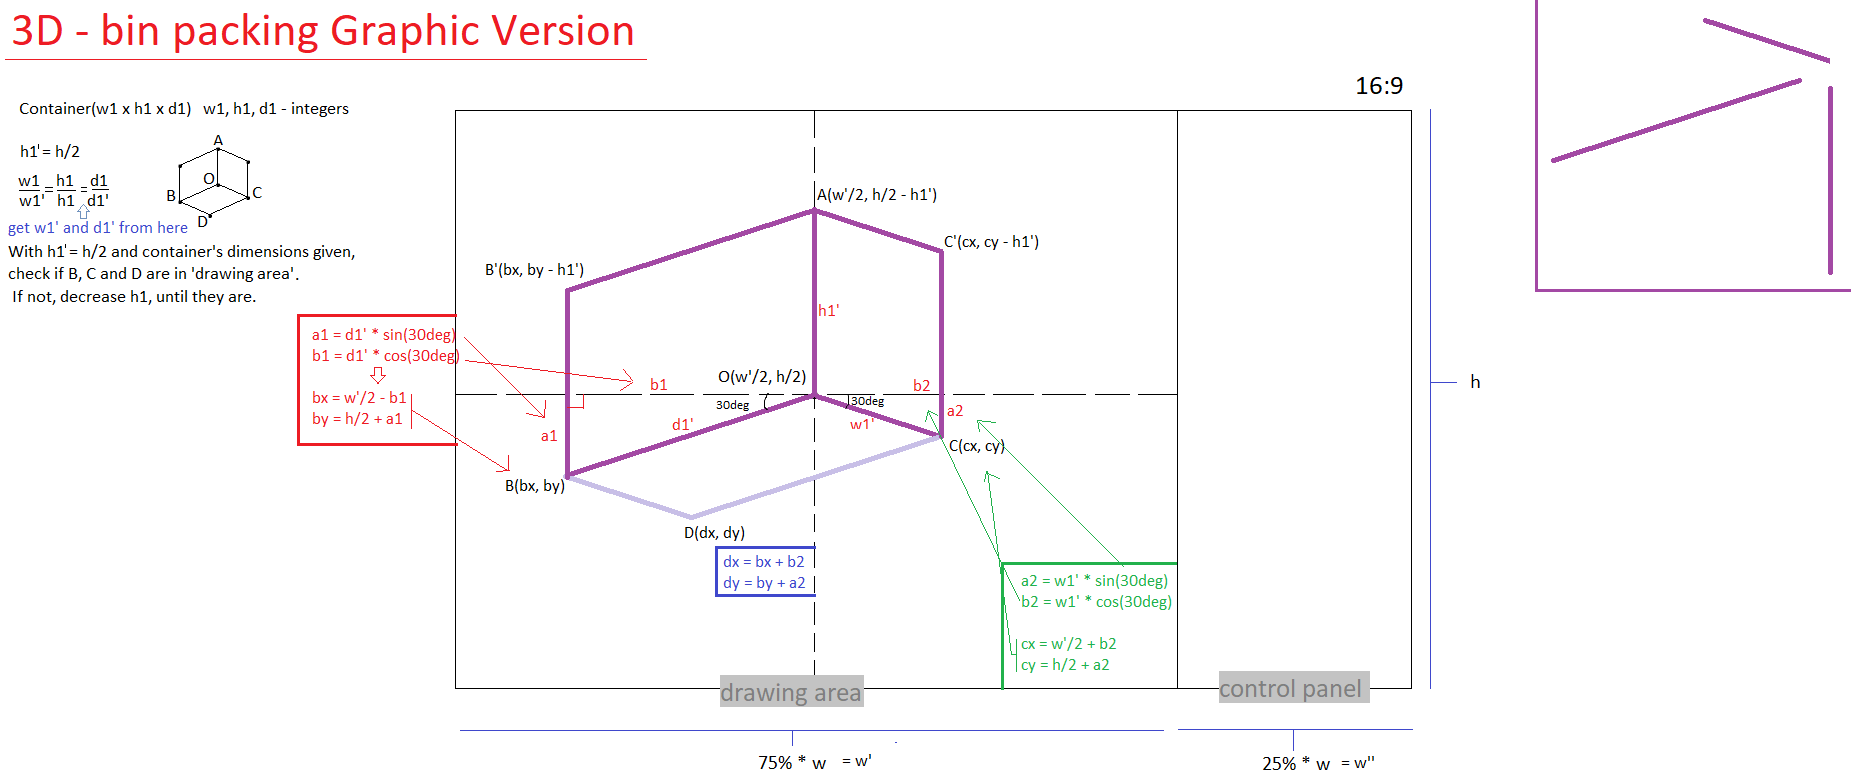 3D - bin packing Graphic Version
16:9
Container(w1 x h1 x d1)   w1, h1, d1 - integers
h1' = h/2
w1/w1' = h1/h1 = d1/d1'
A
O
B
C
D
get w1' and d1' from here
With h1' = h/2 and container's dimensions given,
check if B, C and D are in 'drawing area'.
If not, decrease h1, until they are.
A(w'/2, h/2 - h1')
C'(cx, cy - h1')
B'(bx, by - h1')
h1'
a1 = d1' * sin(30deg)
b1 = d1' * cos(30deg)
bx = w'/2 - b1
by = h/2 + a1
O(w'/2, h/2)
b1
b2
30deg
30deg
a2
d1'
w1'
a1
C(cx, cy)
B(bx, by)
D(dx, dy)
dx = bx + b2
dy = by + a2
a2 = w1' * sin(30deg)
b2 = w1' * cos(30deg)
cx = w'/2 + b2
cy = h/2 + a2
h
drawing area
control panel
75% * w = w'
25% * w = w''